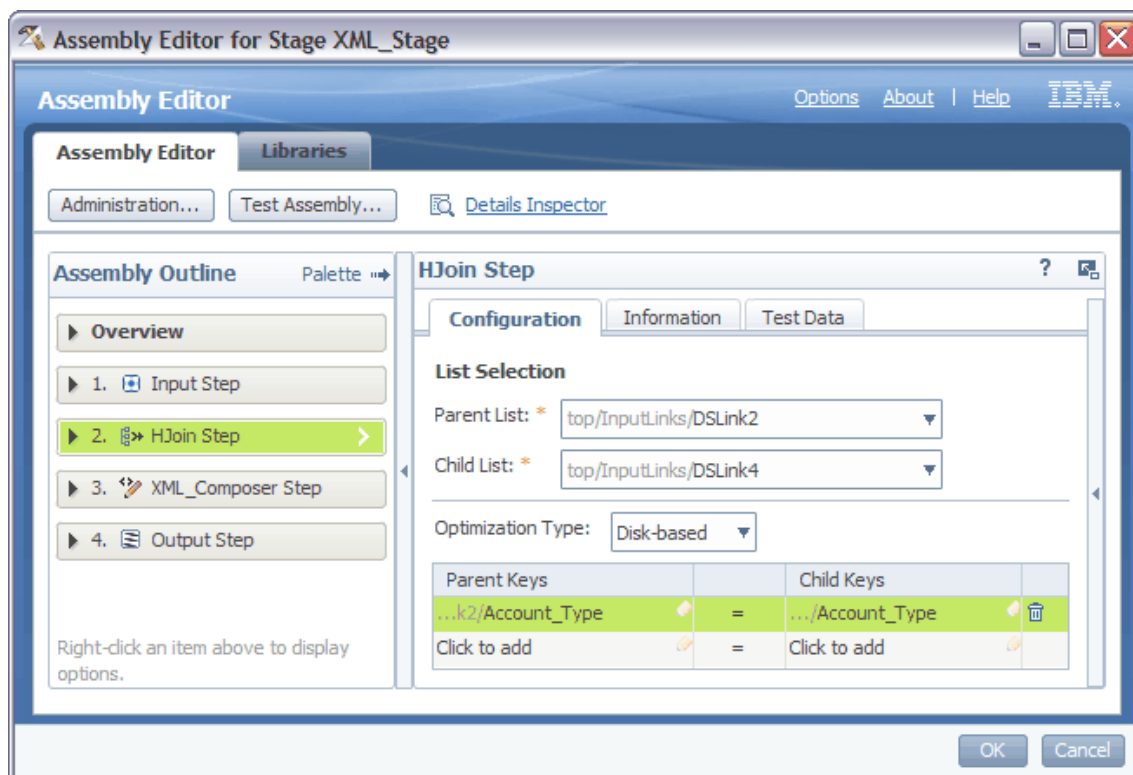 Assembly Editor for Stage XML_Stage
Assembly Editor
Options About | Help IBM.
Assembly Editor Libraries
Administration... Test Assembly... Details Inspector
Assembly Outline Palette
HJoin Step ?
Overview
1. Input Step
2. HJoin Step
3. XML_Composer Step
4. Output Step
Right-click an item above to display
options.
Configuration Information Test Data
List Selection
Parent List: * top/InputLinks/DSLink2
Child List: * top/InputLinks/DSLink4
Optimization Type: Disk-based
Parent Keys Child Keys
...k2/Account_Type = .../Account_Type
Click to add = Click to add
OK Cancel